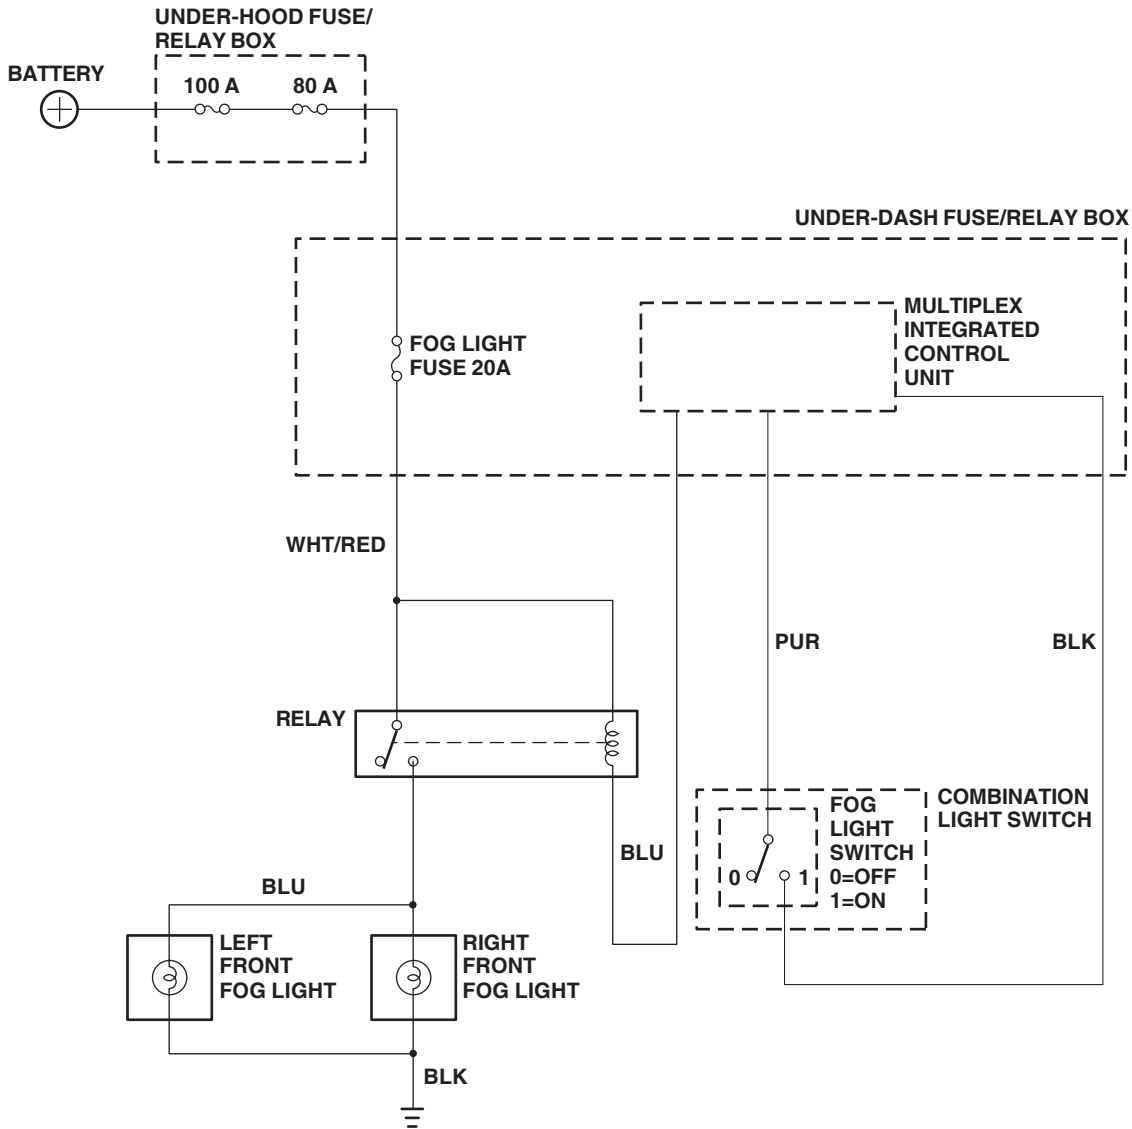 UNDER-HOOD FUSE/
RELAY BOX
BATTERY
100 A
80 A
UNDER-DASH FUSE/RELAY BOX
MULTIPLEX
INTEGRATED
CONTROL
UNIT
FOG LIGHT
FUSE 20A
WHT/RED
PUR
BLK
RELAY
COMBINATION
LIGHT SWITCH
FOG
LIGHT
SWITCH
0=OFF
1=ON
0
1
BLU
BLU
LEFT
FRONT
FOG LIGHT
RIGHT
FRONT
FOG LIGHT
BLK